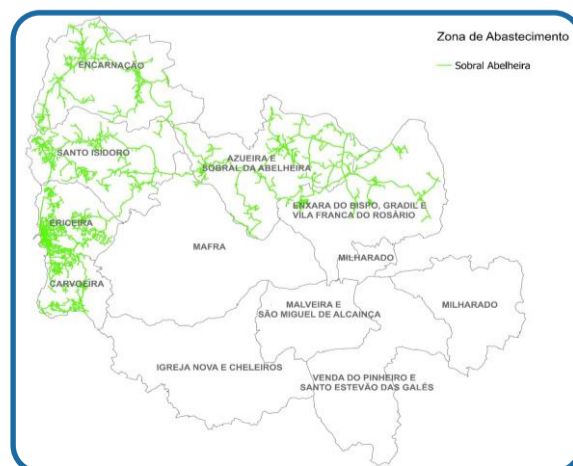 Zona de Abastecimento
Sobral Abelheira
ENCARNAÇÃO
SANTO ISIDORO
AZUEIRA E
SOBRAL DA ABELHEIRA
ENXARA DO BISPO, GRADIL E
VILA FRANCA DO ROSÁRIO
ERICEIRA
MAFRA
MILHARADO
CARVOEIRA
MALVEIRA E
SÃO MIGUEL DE ALCAINÇA
MILHARADO
IGREJA NOVA E CHELEIROS
VENDA DO PINHEIRO E
SANTO ESTEVÃO DAS GALÉS